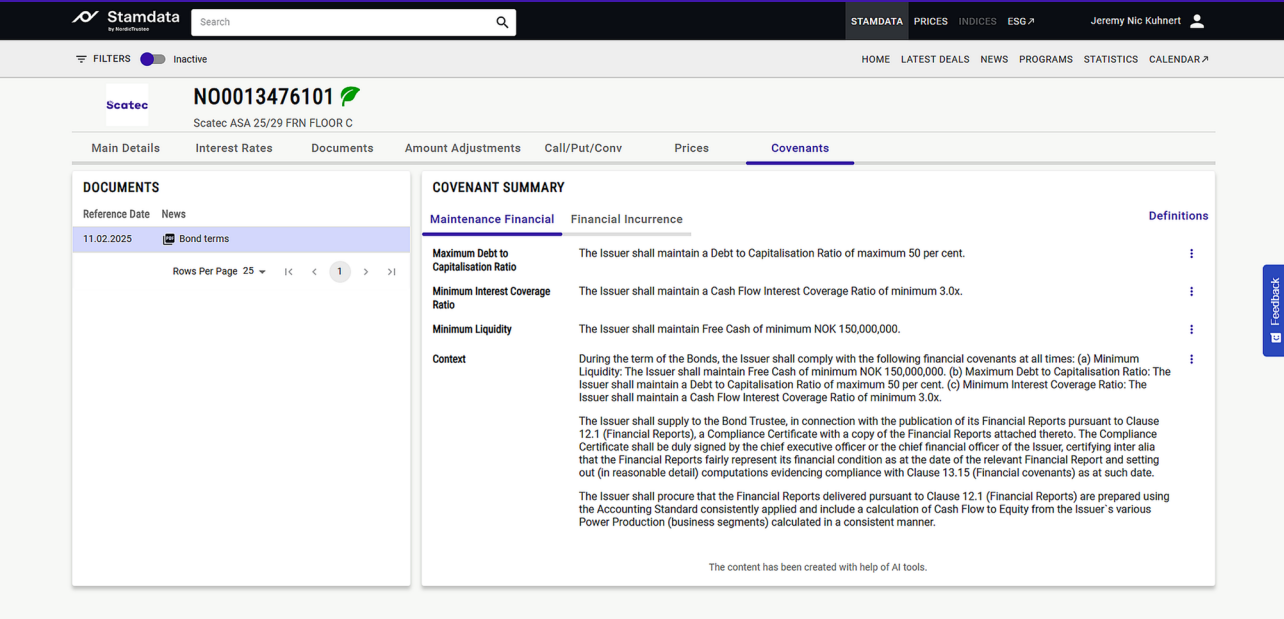 Stamdata
by NordicTrustee
Search
STAMDATA PRICES INDICES ESG↗
Jeremy Nic Kuhnert
FILTERS Inactive
HOME LATEST DEALS NEWS PROGRAMS STATISTICS CALENDAR↗
Scatec
NO0013476101
Scatec ASA 25/29 FRN FLOOR C
Main Details Interest Rates Documents Amount Adjustments Call/Put/Conv Prices Covenants
DOCUMENTS
Reference Date News
11.02.2025 Bond terms
Rows Per Page 25 1
COVENANT SUMMARY
Maintenance Financial Financial Incurrence
Definitions
Maximum Debt to
Capitalisation Ratio
The Issuer shall maintain a Debt to Capitalisation Ratio of maximum 50 per cent.
Minimum Interest Coverage
Ratio
The Issuer shall maintain a Cash Flow Interest Coverage Ratio of minimum 3.0x.
Minimum Liquidity
The Issuer shall maintain Free Cash of minimum NOK 150,000,000.
Context
During the term of the Bonds, the Issuer shall comply with the following financial covenants at all times: (a) Minimum
Liquidity: The Issuer shall maintain Free Cash of minimum NOK 150,000,000. (b) Maximum Debt to Capitalisation Ratio: The
Issuer shall maintain a Debt to Capitalisation Ratio of maximum 50 per cent. (c) Minimum Interest Coverage Ratio: The
Issuer shall maintain a Cash Flow Interest Coverage Ratio of minimum 3.0x.
The Issuer shall supply to the Bond Trustee, in connection with the publication of its Financial Reports pursuant to Clause
12.1 (Financial Reports), a Compliance Certificate with a copy of the Financial Reports attached thereto. The Compliance
Certificate shall be duly signed by the chief executive officer or the chief financial officer of the Issuer, certifying inter alia
that the Financial Reports fairly represent its financial condition as at the date of the relevant Financial Report and setting
out (in reasonable detail) computations evidencing compliance with Clause 13.15 (Financial covenants) as at such date.
The Issuer shall procure that the Financial Reports delivered pursuant to Clause 12.1 (Financial Reports) are prepared using
the Accounting Standard consistently applied and include a calculation of Cash Flow to Equity from the Issuer`s various
Power Production (business segments) calculated in a consistent manner.
The content has been created with help of AI tools.
Feedback